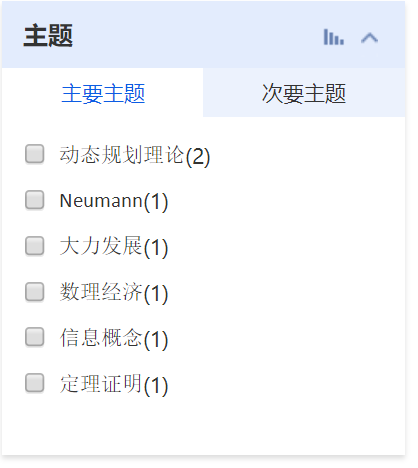 主题
主要主题 次要主题
动态规划理论(2)
Neumann(1)
大力发展(1)
数理经济(1)
信息概念(1)
定理证明(1)